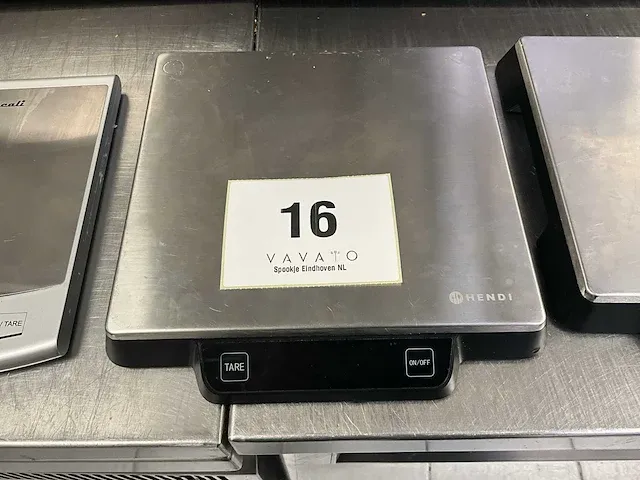 16
VAVATO
Spookje Eindhoven NL
HENDI
TARE
ON/OFF
/ TARE